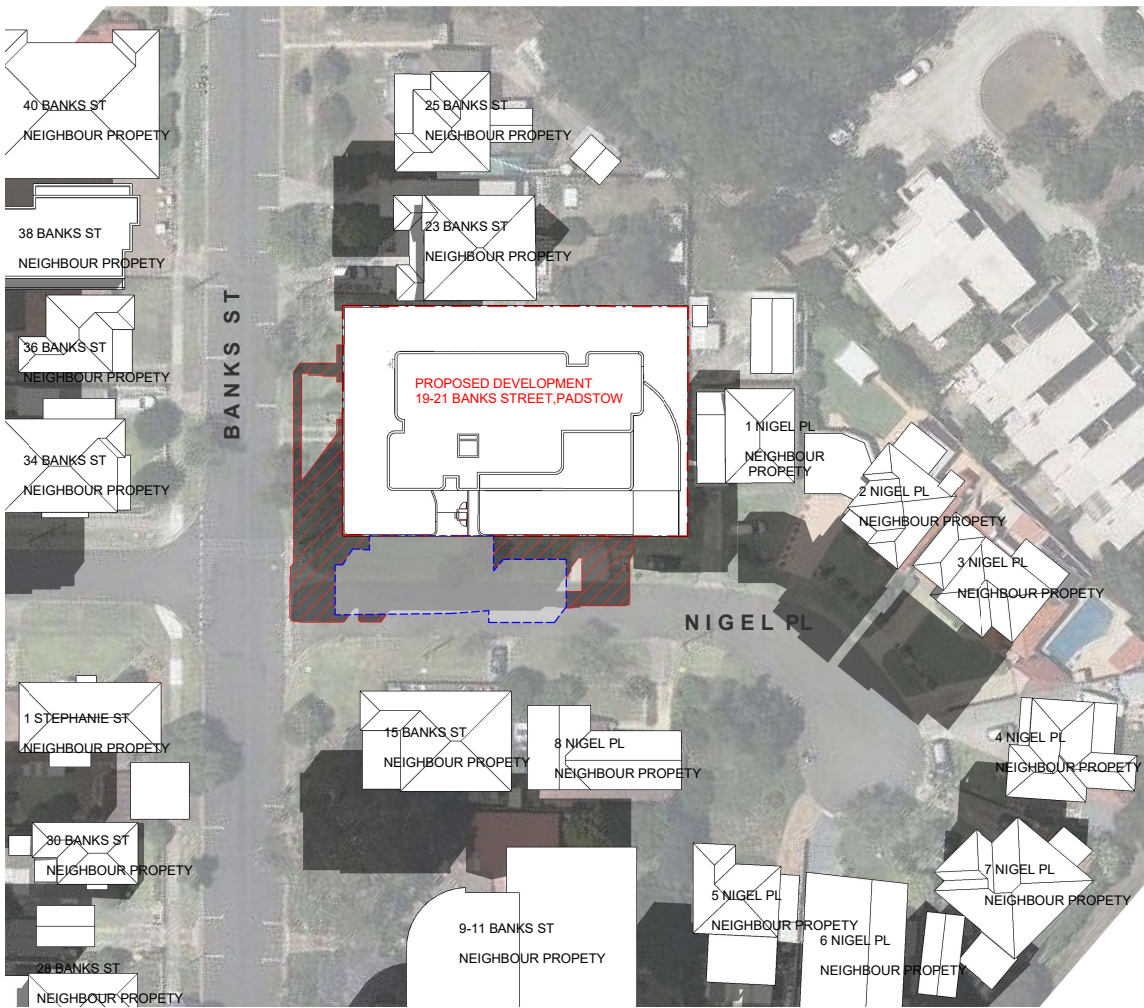 40 BANKS ST
NEIGHBOUR PROPETY
25 BANKS ST
NEIGHBOUR PROPETY
38 BANKS ST
NEIGHBOUR PROPETY
23 BANKS ST
NEIGHBOUR PROPETY
BANKS ST
36 BANKS ST
NEIGHBOUR PROPETY
PROPOSED DEVELOPMENT
19-21 BANKS STREET,PADSTOW
1 NIGEL PL
NEIGHBOUR
PROPETY
34 BANKS ST
NEIGHBOUR PROPETY
2 NIGEL PL
NEIGHBOUR PROPETY
3 NIGEL PL
NEIGHBOUR PROPETY
NIGEL PL
1 STEPHANIE ST
NEIGHBOUR PROPETY
15 BANKS ST
NEIGHBOUR PROPETY
8 NIGEL PL
NEIGHBOUR PROPETY
4 NIGEL PL
NEIGHBOUR PROPETY
30 BANKS ST
NEIGHBOUR PROPETY
7 NIGEL PL
NEIGHBOUR PROPETY
5 NIGEL PL
NEIGHBOUR PROPETY
9-11 BANKS ST
NEIGHBOUR PROPETY
6 NIGEL PL
NEIGHBOUR PROPETY
28 BANKS ST
NEIGHBOUR PROPETY